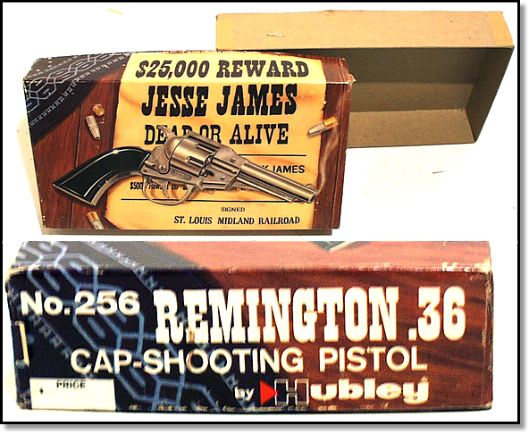 $25,000 REWARD
JESSE JAMES
DEAD OR ALIVE
JAMES
SIGNED
ST. LOUIS MIDLAND RAILROAD
No. 256 REMINGTON .36
CAP-SHOOTING PISTOL
PRICE
by Hubley